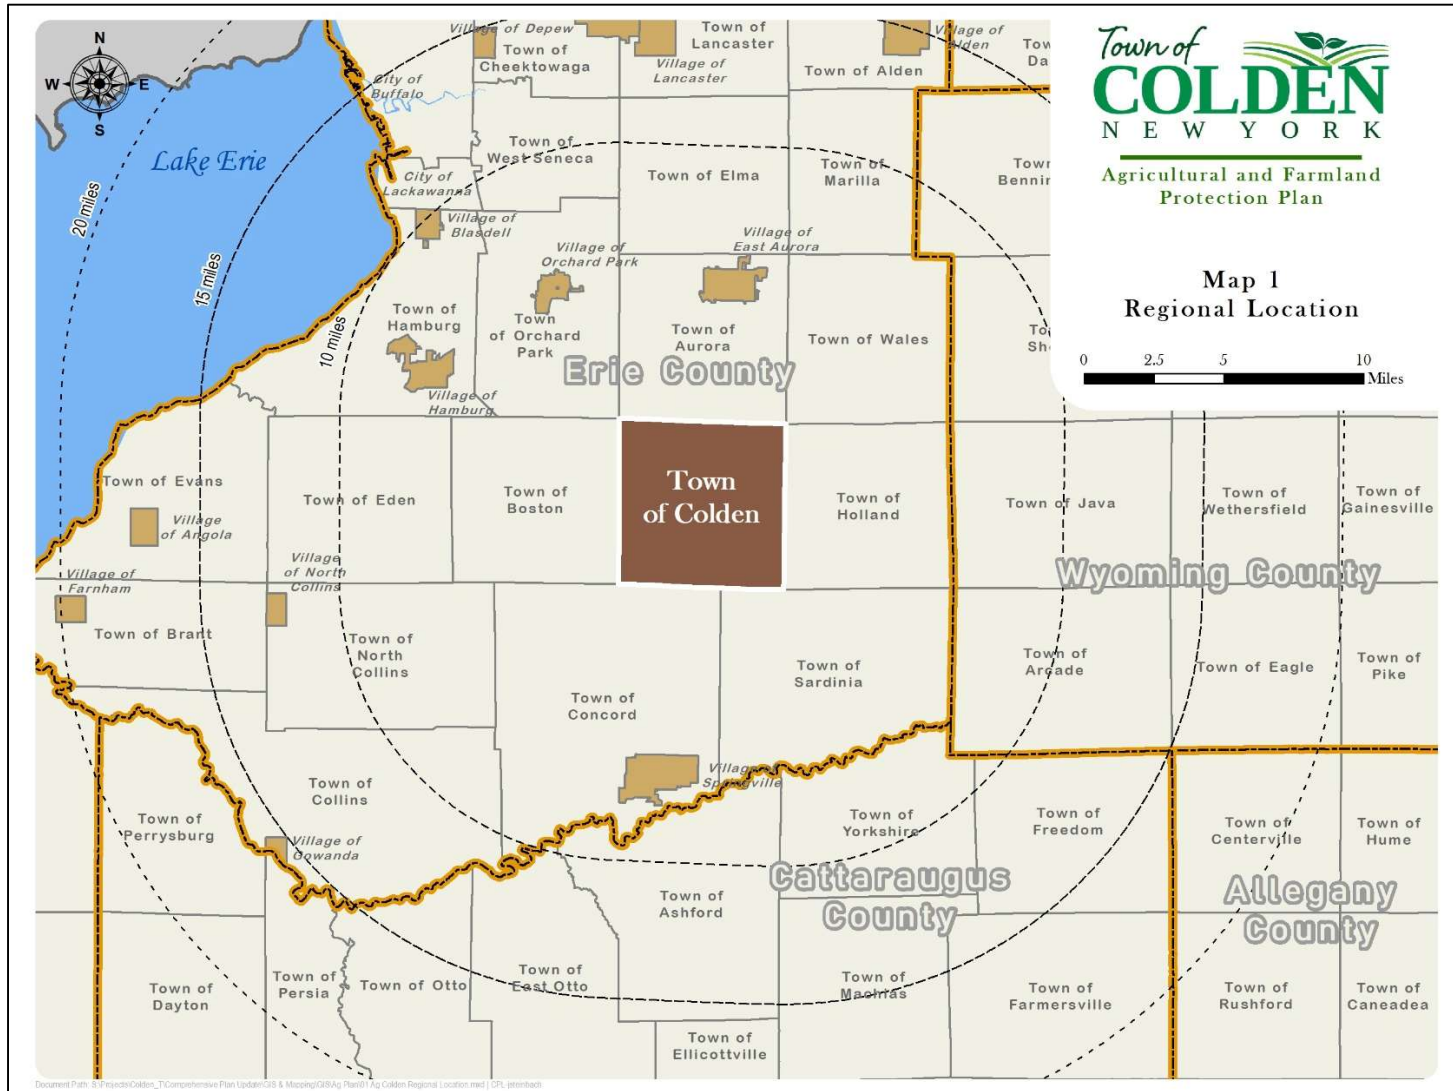 N
W
E
S
Lake Erie
20 miles
15 miles
10 miles
Village of Depew
Town of
Cheektowaga
Town of
Lancaster
Village of
Lancaster
Town of Alden
Village of
City of
Buffalo
Town of
West Seneca
City of
Lackawanna
Village of
Blasdell
Town of Elma
Town of
Marilla
Village of
Orchard Park
Village of
East Aurora
Town of
Hamburg
Town
of Orchard
Park
Town of
Aurora
Town of Wales
Village of
Hamburg
Erie County
Town of
COLDEN
NEW YORK
Agricultural and Farmland
Protection Plan
Map 1
Regional Location
0
2.5
5
10
Miles
Town of Evans
Village
of Angola
Town of Eden
Town of
Boston
Town
of Colden
Town of
Holland
Town of Java
Town of
Wethersfield
Town of
Gainesville
Wyoming County
Village of
Farnham
Village
of North
Collins
Town of Brant
Town of
North
Collins
Town of
Concord
Town of
Sardinia
Town of
Arcade
Town of Eagle
Town of
Pike
Village of
Springville
Town of
Collins
Town of
Perrysburg
Village of
Gowanda
Town of
Yorkshire
Town of
Freedom
Town of
Centerville
Town of
Hume
Cattaraugus
County
Allegany
County
Town of
Ashford
Town of
Dayton
Town of
Persia
Town of Otto
Town of
East Otto
Town of
Machias
Town of
Farmersville
Town of
Rushford
Town of
Caneadea
Town of
Ellicottville